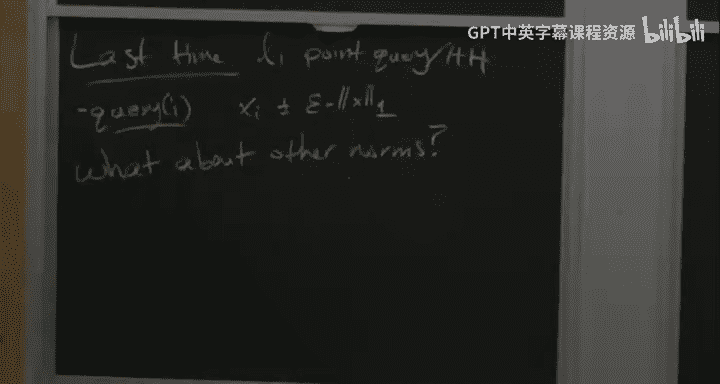 GPT中英字幕课程资源 bilibili
Last time ℓ₁ point query/HH
- query(i) xᵢ ± ε·‖x‖₁
What about other norms?